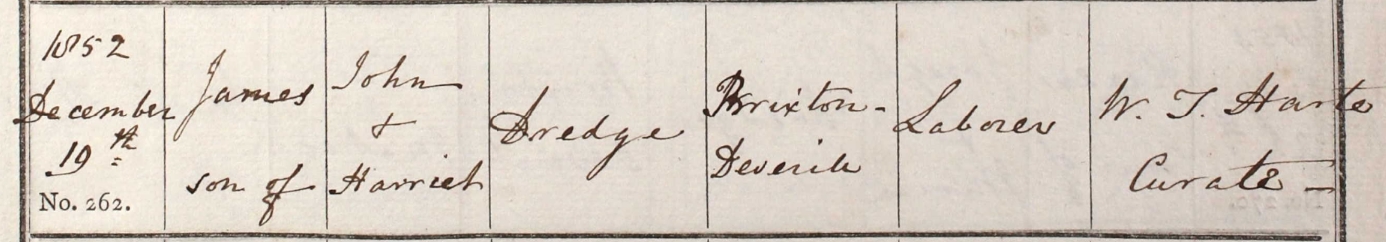 1852
December
19th
No. 262.
James
son of
John
+
Harriet
Dredge
Brixton-
Deverill
Laborer
W. T. Harte
Curate -